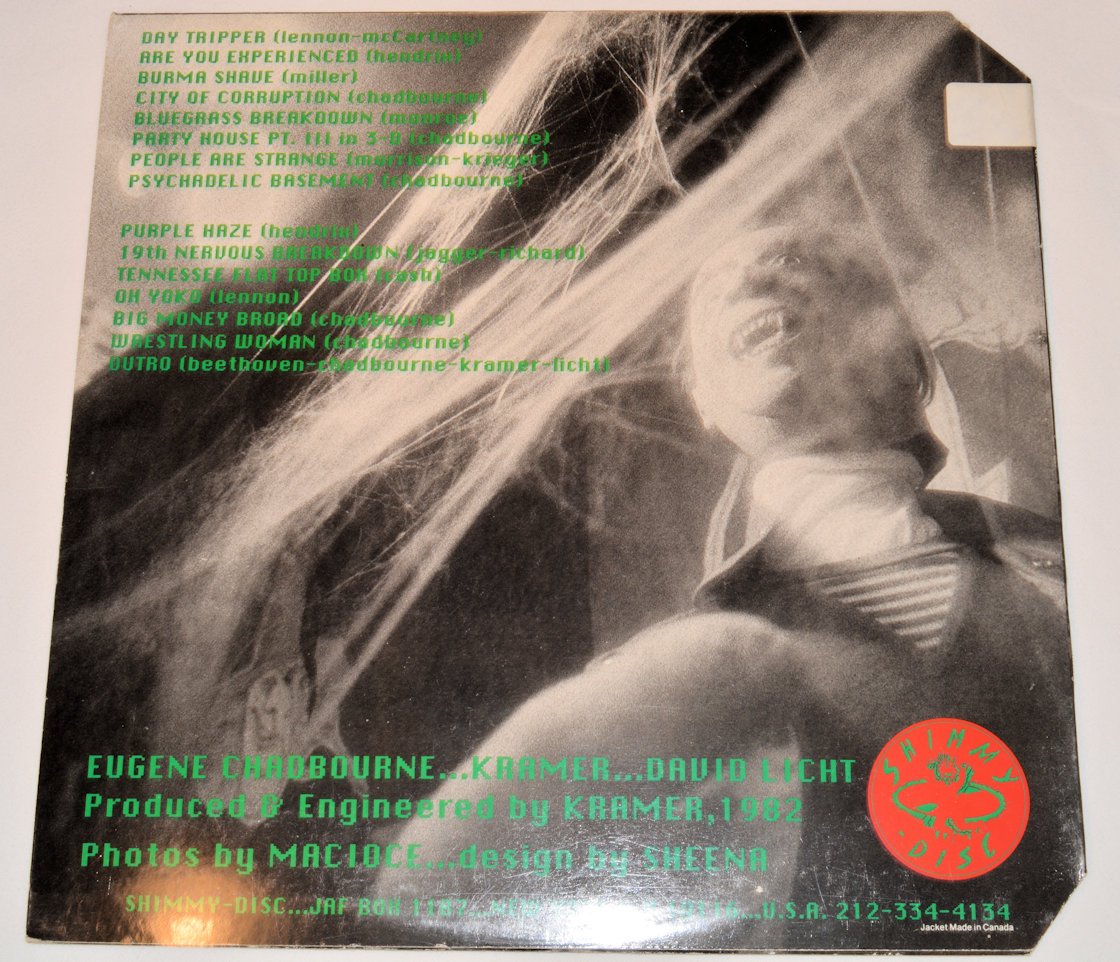 DAY TRIPPER (lennon-mcCartney)
ARE YOU EXPERIENCED (hendrix)
BURMA SHAVE (miller)
CITY OF CORRUPTION (chadbourne)
BLUEGRASS BREAKDOWN (monroe)
PARTY HOUSE PT. III in 3-D (chadbourne)
PEOPLE ARE STRANGE (morrison-krieger)
PSYCHADELIC BASEMENT (chadbourne)
PURPLE HAZE (hendrix)
19th NERVOUS BREAKDOWN (jagger-richard)
TENNESSEE FLAT TOP BOX (cash)
OH YOKO (lennon)
BIG MONEY BROAD (chadbourne)
WRESTLING WOMAN (chadbourne)
OUTRO (beethoven-chadbourne-kramer-licht)
EUGENE CHADBOURNE...KRAMER...DAVID LICHT
Produced & Engineered by KRAMER,1982
Photos by MACIOCE...design by SHEENA
SHIMMY DISC
SHIMMY-DISC...JAF BOX 1187...NEW U.S.A. 212-334-4134
Jacket Made in Canada